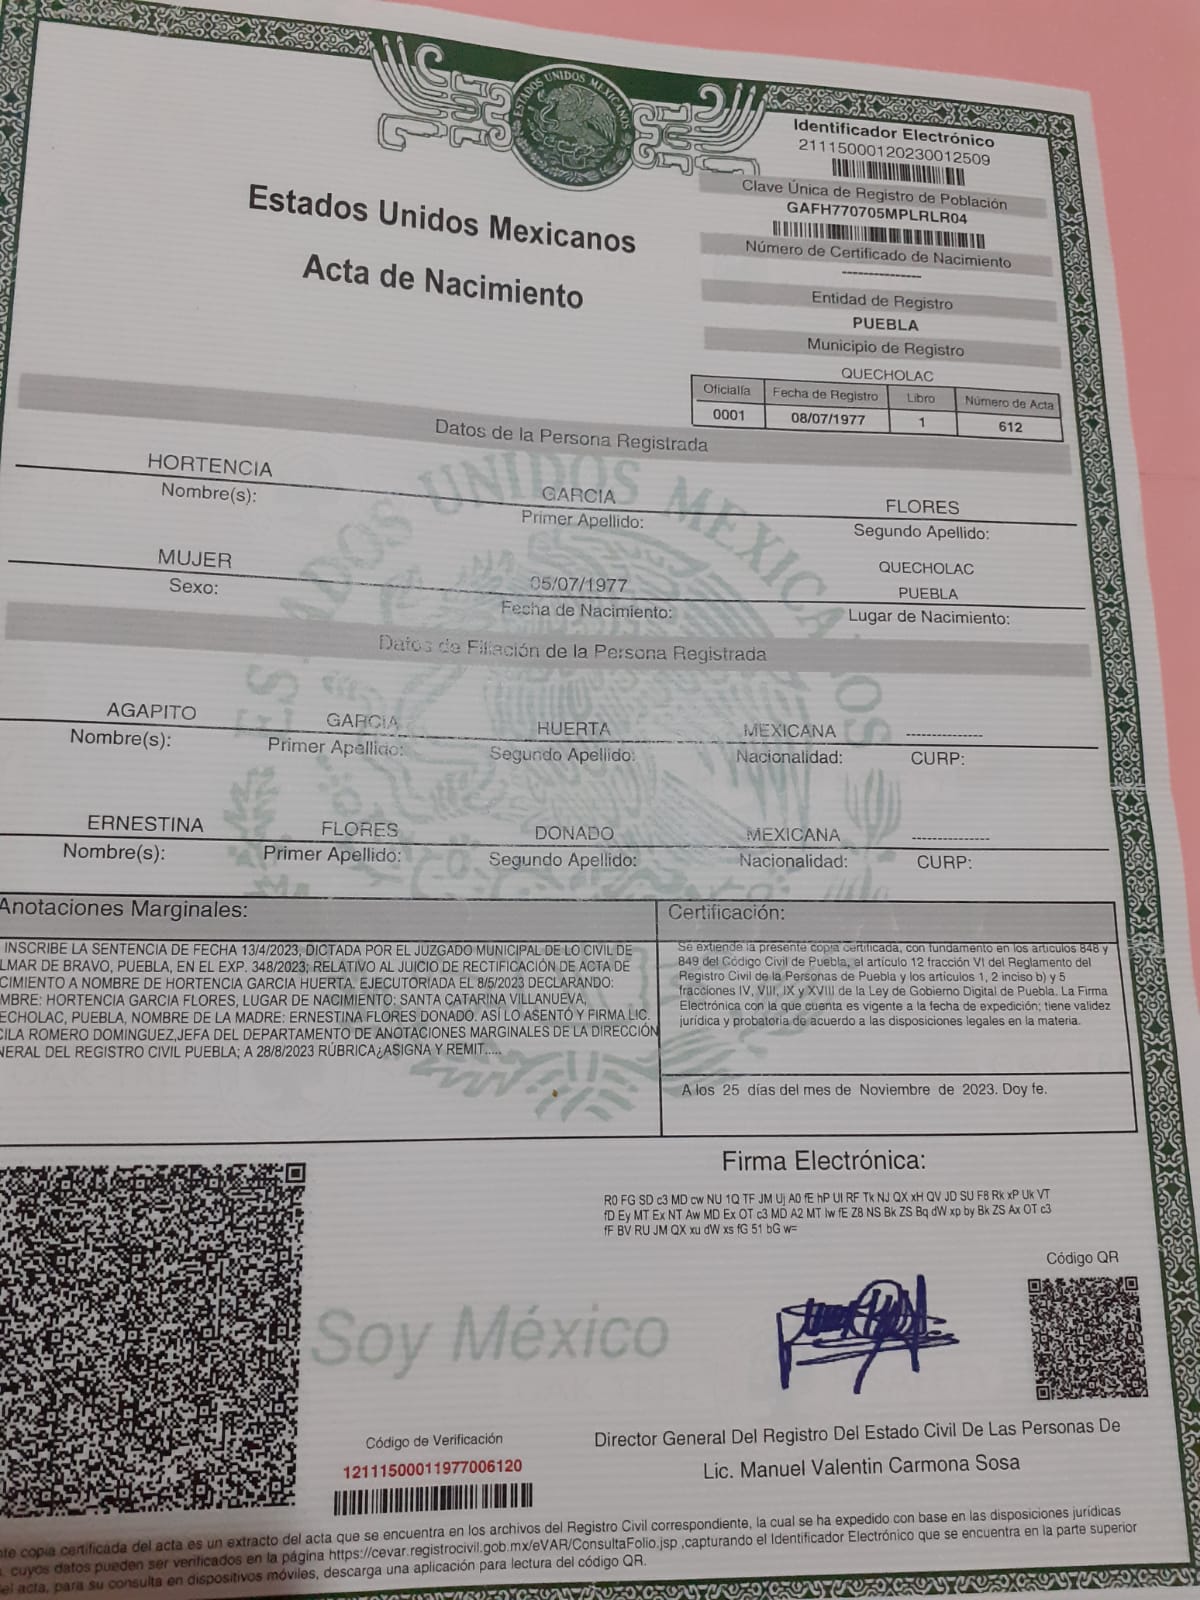 ESTADOS UNIDOS MEXICANOS
Identificador Electrónico
21115000120230012509
Clave Única de Registro de Población
GAFH770705MPLRLR04
Número de Certificado de Nacimiento
---------------
Entidad de Registro
PUEBLA
Municipio de Registro
QUECHOLAC
Oficialía Fecha de Registro Libro Número de Acta
0001 08/07/1977 1 612
Estados Unidos Mexicanos
Acta de Nacimiento
Datos de la Persona Registrada
HORTENCIA GARCIA FLORES
Nombre(s): Primer Apellido: Segundo Apellido:
MUJER 05/07/1977 QUECHOLAC
PUEBLA
Sexo: Fecha de Nacimiento: Lugar de Nacimiento:
Datos de Filiación de la Persona Registrada
AGAPITO GARCIA HUERTA MEXICANA ---------------
Nombre(s): Primer Apellido: Segundo Apellido: Nacionalidad: CURP:
ERNESTINA FLORES DONADO MEXICANA ---------------
Nombre(s): Primer Apellido: Segundo Apellido: Nacionalidad: CURP:
ESTADOS UNIDOS MEXICANOS
Anotaciones Marginales:
INSCRIBE LA SENTENCIA DE FECHA 13/4/2023, DICTADA POR EL JUZGADO MUNICIPAL DE LO CIVIL DE
LMAR DE BRAVO, PUEBLA, EN EL EXP. 348/2023; RELATIVO AL JUICIO DE RECTIFICACIÓN DE ACTA DE
CIMIENTO A NOMBRE DE HORTENCIA GARCIA HUERTA. EJECUTORIADA EL 8/5/2023 DECLARANDO:
MBRE: HORTENCIA GARCIA FLORES, LUGAR DE NACIMIENTO: SANTA CATARINA VILLANUEVA,
ECHOLAC, PUEBLA, NOMBRE DE LA MADRE: ERNESTINA FLORES DONADO. ASÍ LO ASENTÓ Y FIRMA LIC.
CILA ROMERO DOMINGUEZ,JEFA DEL DEPARTAMENTO DE ANOTACIONES MARGINALES DE LA DIRECCIÓN
NERAL DEL REGISTRO CIVIL PUEBLA; A 28/8/2023 RÚBRICA¿ASIGNA Y REMIT.....
Certificación:
Se extiende la presente copia certificada, con fundamento en los artículos 848 y
849 del Código Civil de Puebla, el artículo 12 fracción VI del Reglamento del
Registro Civil de la Personas de Puebla y los artículos 1, 2 inciso b) y 5
fracciones IV, VII, IX y XVIII de la Ley de Gobierno Digital de Puebla. La Firma
Electrónica con la que cuenta es vigente a la fecha de expedición; tiene validez
jurídica y probatoria de acuerdo a las disposiciones legales en la materia.
A los 25 días del mes de Noviembre de 2023. Doy fe.
Firma Electrónica:
R0 FG SD c3 MD cw NU 1Q TF JM Uj A0 fE hP UI RF Tk NJ QX xH QV JD SU F8 Rk xP Uk VT
fD Ey MT Ex NT Aw MD Ex OT c3 MD A2 MT Iw fE Z8 NS Bk ZS Bq dW xp by Bk ZS Ax OT c3
fF BV RU JM QX xu dW xs fG 51 bG w=
Código QR
Soy México
Código de Verificación
12111500011977006120
Director General Del Registro Del Estado Civil De Las Personas De
Lic. Manuel Valentin Carmona Sosa
te copia certificada del acta es un extracto del acta que se encuentra en los archivos del Registro Civil correspondiente, la cual se ha expedido con base en las disposiciones jurídicas
cuyos datos pueden ser verificados en la página https://cevar.registrocivil.gob.mx/eVAR/ConsultaFolio.jsp ,capturando el Identificador Electrónico que se encuentra en la parte superior
el acta, para su consulta en dispositivos móviles, descarga una aplicación para lectura del código QR.